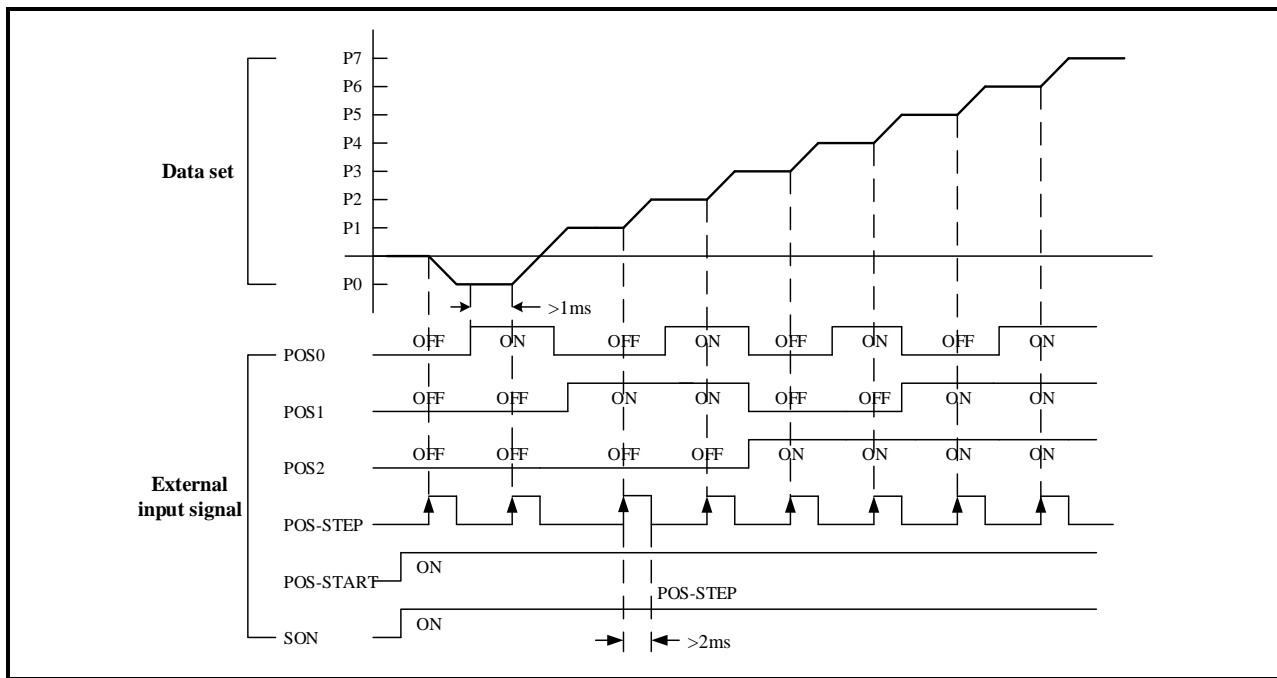 P7
P6
P5
P4
P3
P2
P1
P0
Data set
>1ms
POS0
OFF ON OFF ON OFF ON OFF ON
POS1
OFF OFF ON ON OFF OFF ON ON
POS2
OFF OFF OFF OFF ON ON ON ON
External
input signal
POS-STEP
POS-START
ON
POS-STEP
SON
ON
>2ms